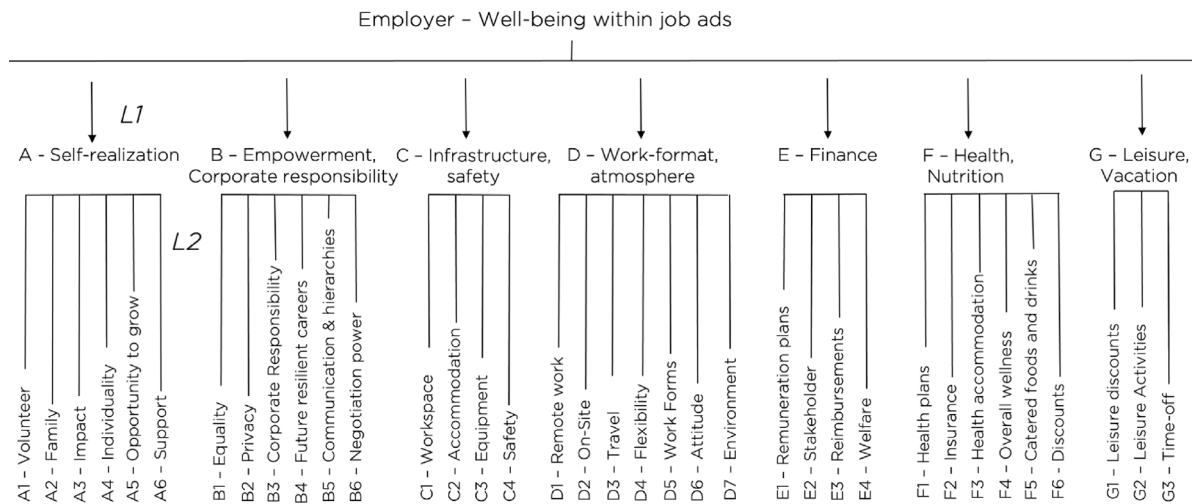 Employer – Well-being within job ads
L1
A - Self-realization
B – Empowerment,
Corporate responsibility
C – Infrastructure,
safety
D – Work-format,
atmosphere
E – Finance
F – Health,
Nutrition
G – Leisure,
Vacation
L2
A1 – Volunteer
A2 – Family
A3 – Impact
A4 – Individuality
A5 – Opportunity to grow
A6 – Support
B1 – Equality
B2 – Privacy
B3 – Corporate Responsibility
B4 – Future resilient careers
B5 – Communication & hierarchies
B6 – Negotiation power
C1 – Workspace
C2 – Accommodation
C3 – Equipment
C4 – Safety
D1 – Remote work
D2 – On-Site
D3 – Travel
D4 – Flexibility
D5 – Work Forms
D6 – Attitude
D7 – Environment
E1 – Remuneration plans
E2 – Stakeholder
E3 – Reimbursements
E4 – Welfare
F1 – Health plans
F2 – Insurance
F3 – Health accommodation
F4 – Overall wellness
F5 – Catered foods and drinks
F6 – Discounts
G1 – Leisure discounts
G2 – Leisure Activities
G3 – Time-off